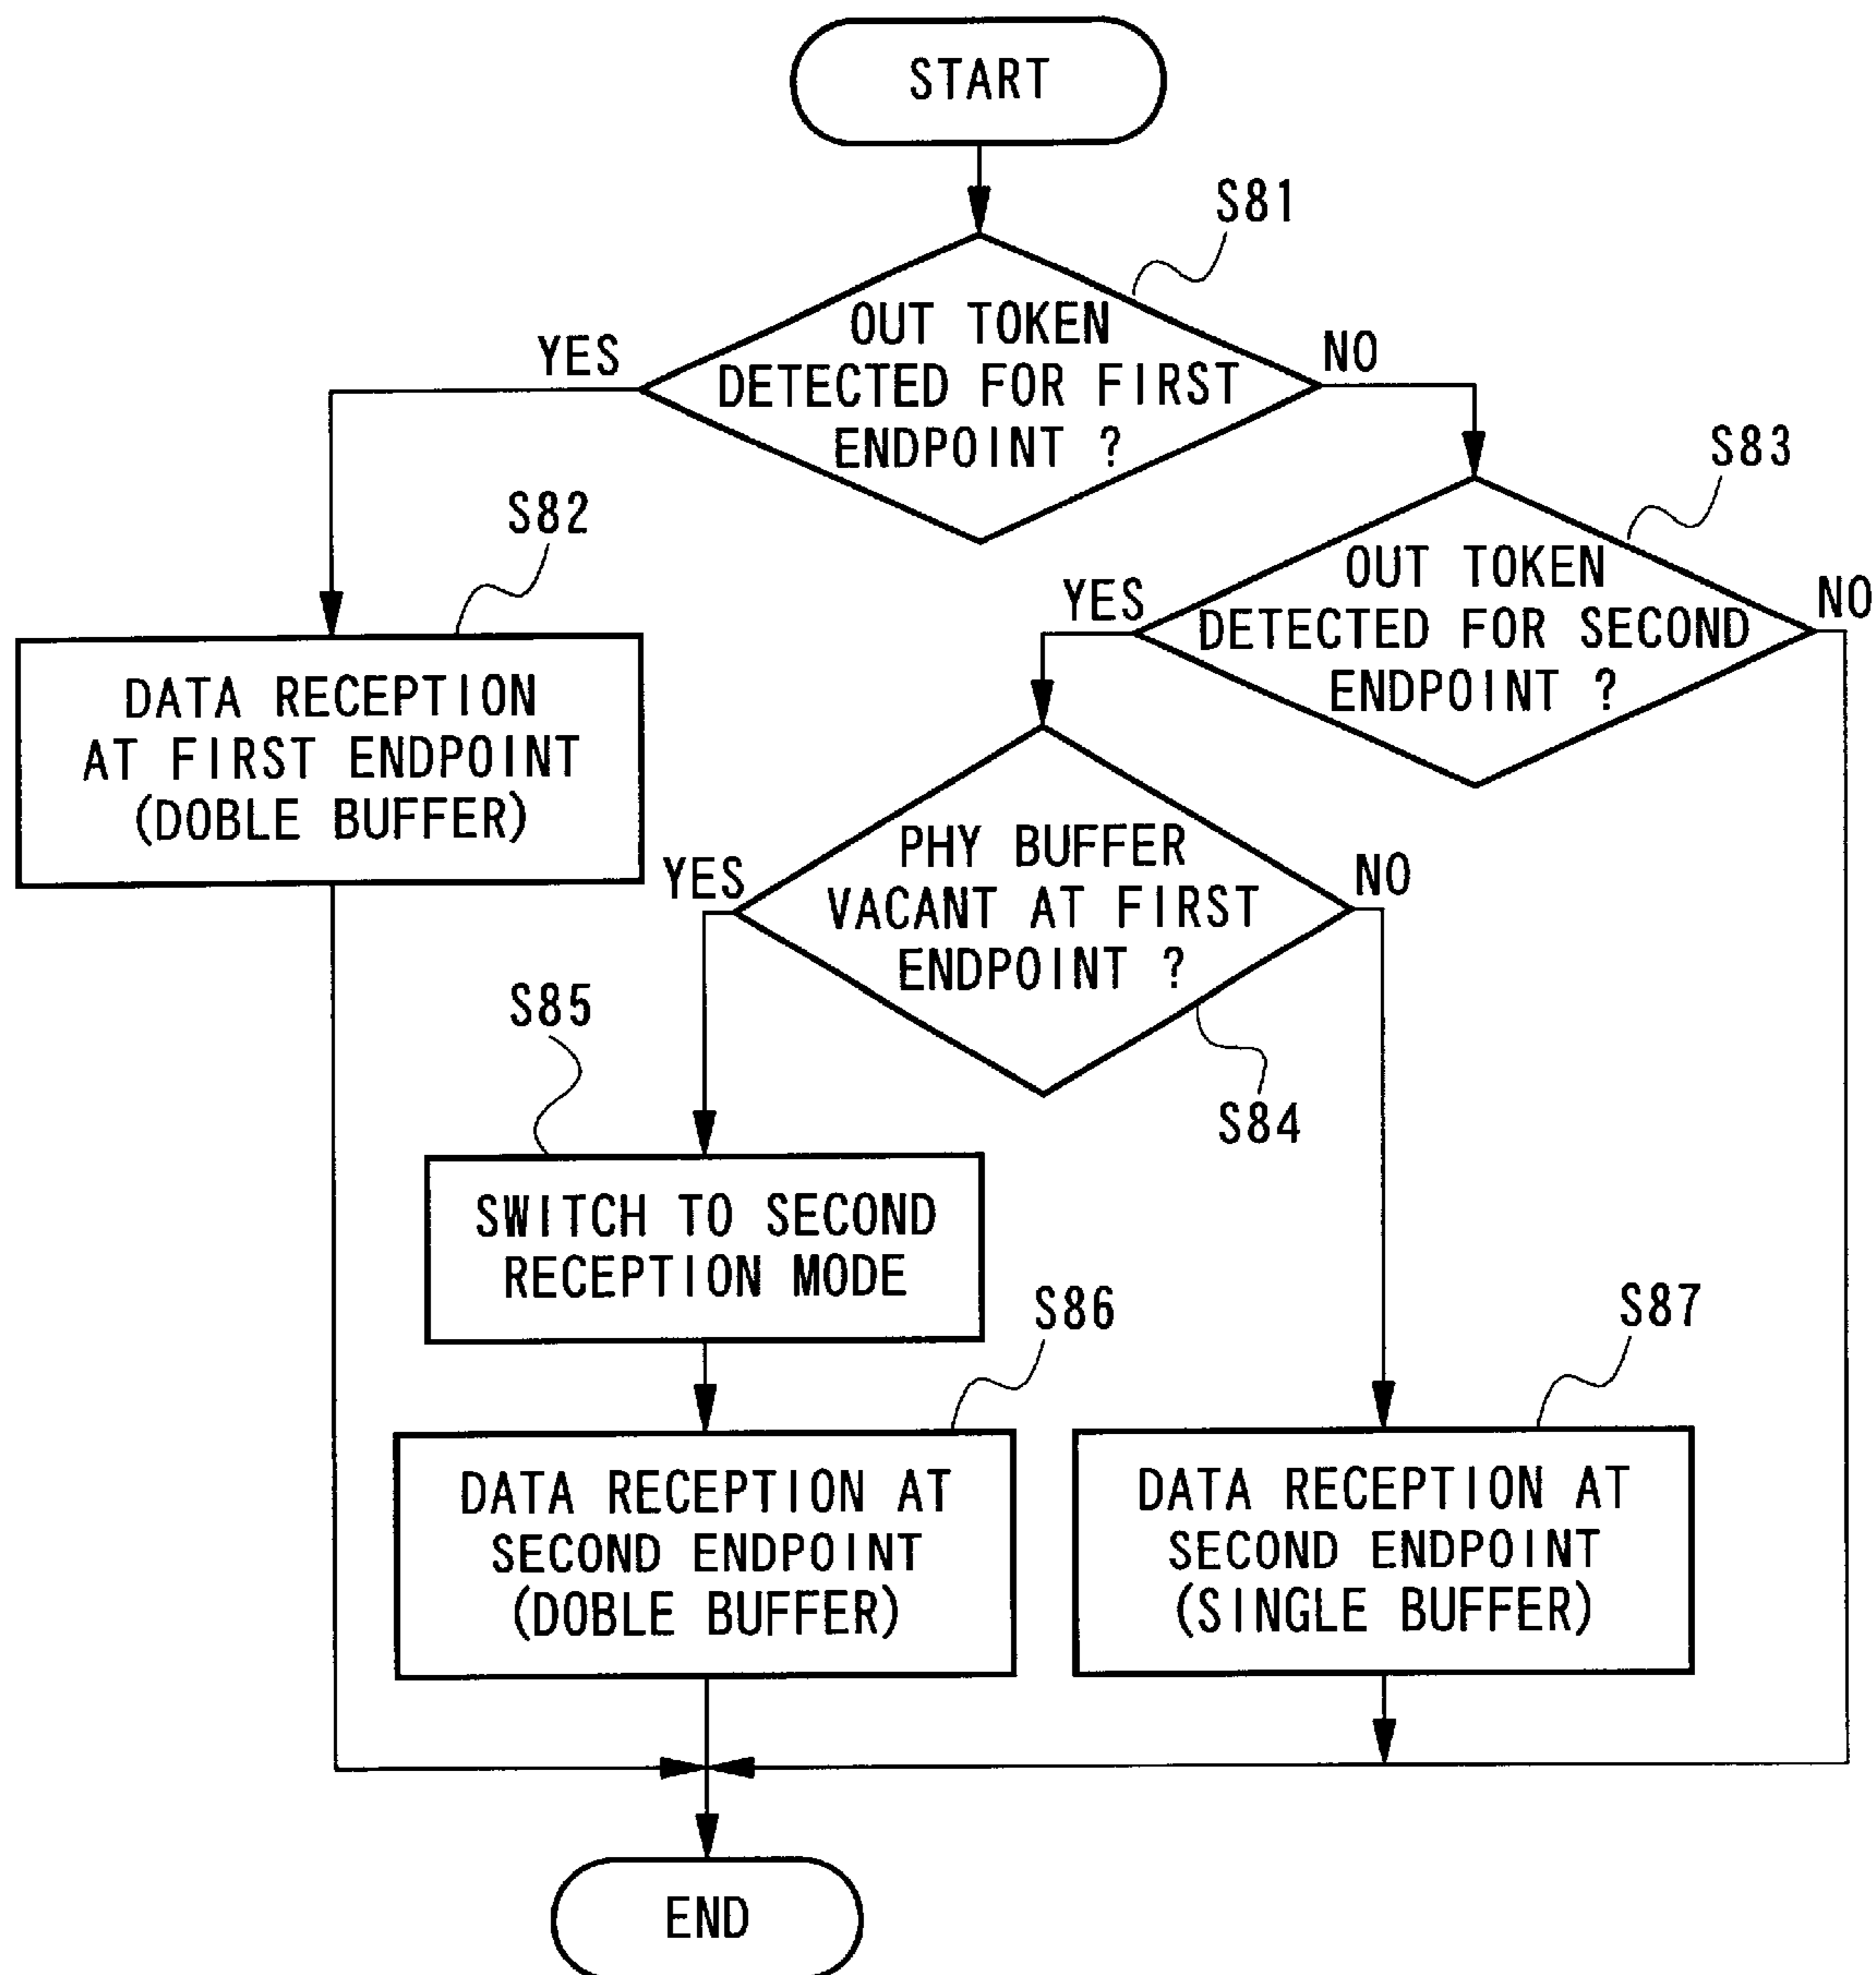 START
S81
OUT TOKEN
DETECTED FOR FIRST
ENDPOINT ?
YES
NO
S82
DATA RECEPTION
AT FIRST ENDPOINT
(DOBLE BUFFER)
S83
OUT TOKEN
DETECTED FOR SECOND
ENDPOINT ?
YES
NO
PHY BUFFER
VACANT AT FIRST
ENDPOINT ?
YES
NO
S84
S85
SWITCH TO SECOND
RECEPTION MODE
S86
DATA RECEPTION AT
SECOND ENDPOINT
(DOBLE BUFFER)
S87
DATA RECEPTION AT
SECOND ENDPOINT
(SINGLE BUFFER)
END